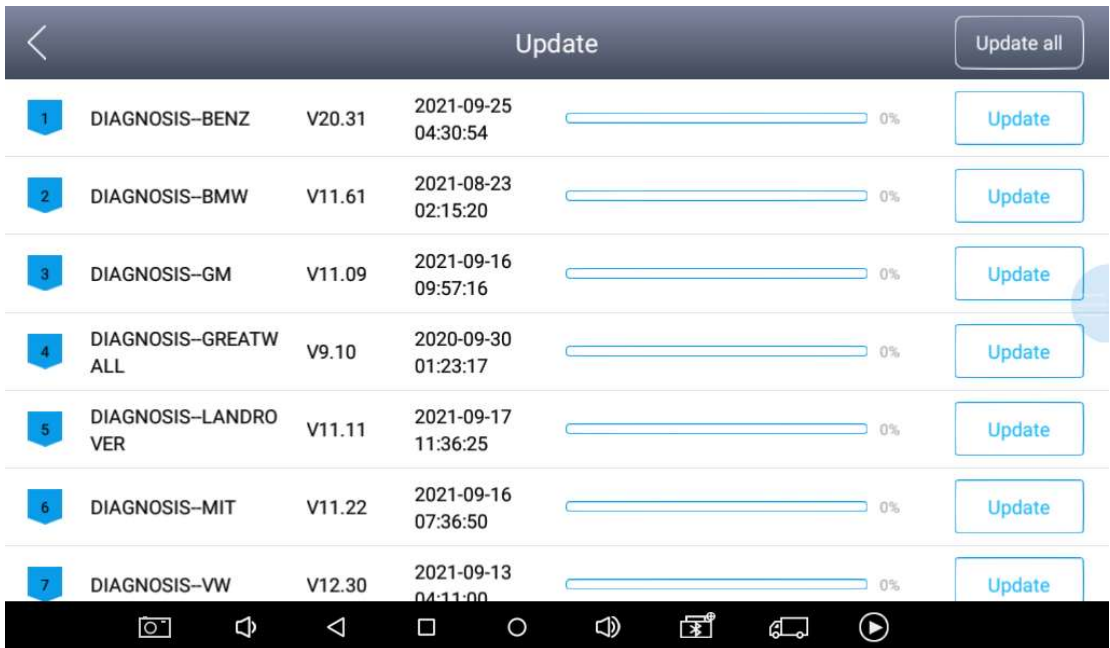 Update
Update all
1 DIAGNOSIS--BENZ V20.31 2021-09-25 0% Update
04:30:54
2 DIAGNOSIS--BMW V11.61 2021-08-23 0% Update
02:15:20
3 DIAGNOSIS--GM V11.09 2021-09-16 0% Update
09:57:16
4 DIAGNOSIS--GREATW V9.10 2020-09-30 0% Update
ALL 01:23:17
5 DIAGNOSIS--LANDRO V11.11 2021-09-17 0% Update
VER 11:36:25
6 DIAGNOSIS--MIT V11.22 2021-09-16 0% Update
07:36:50
7 DIAGNOSIS--VW V12.30 2021-09-13 0% Update
04:11:00